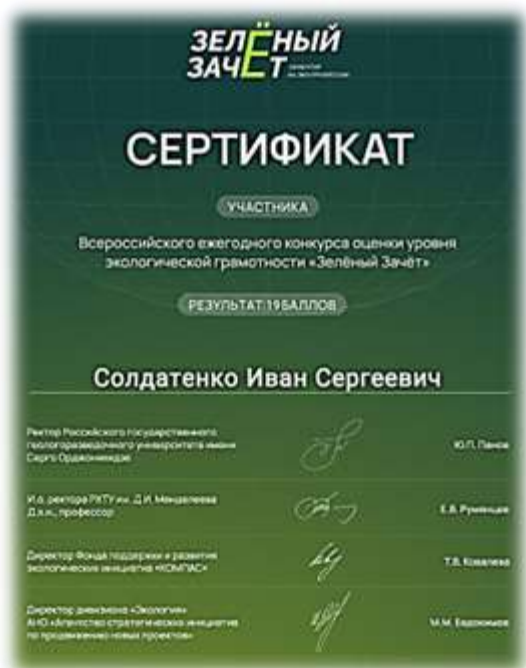 ЗЕЛЁНЫЙ
ЗАЧЁТ
СЕРТИФИКАТ
УЧАСТНИКА
Всероссийского ежегодного конкурса оценки уровня
экологической грамотности «Зелёный Зачёт»
РЕЗУЛЬТАТ:19БАЛЛОВ
Солдатенко Иван Сергеевич
Ректор Российского государственного
геологоразведочного университета имени
Серго Орджоникидзе
Ю.П. Панов
И.о. ректора РХТУ им. Д.И. Менделеева
Д.х.н., профессор
Е.В. Румянцев
Директор Фонда поддержки и развития
экологических инициатив «КОМПАС»
Т.В. Ковалева
Директор дивизиона «Экология»
АНО «Агентство стратегических инициатив
по продвижению новых проектов»
М.М. Евдокимов